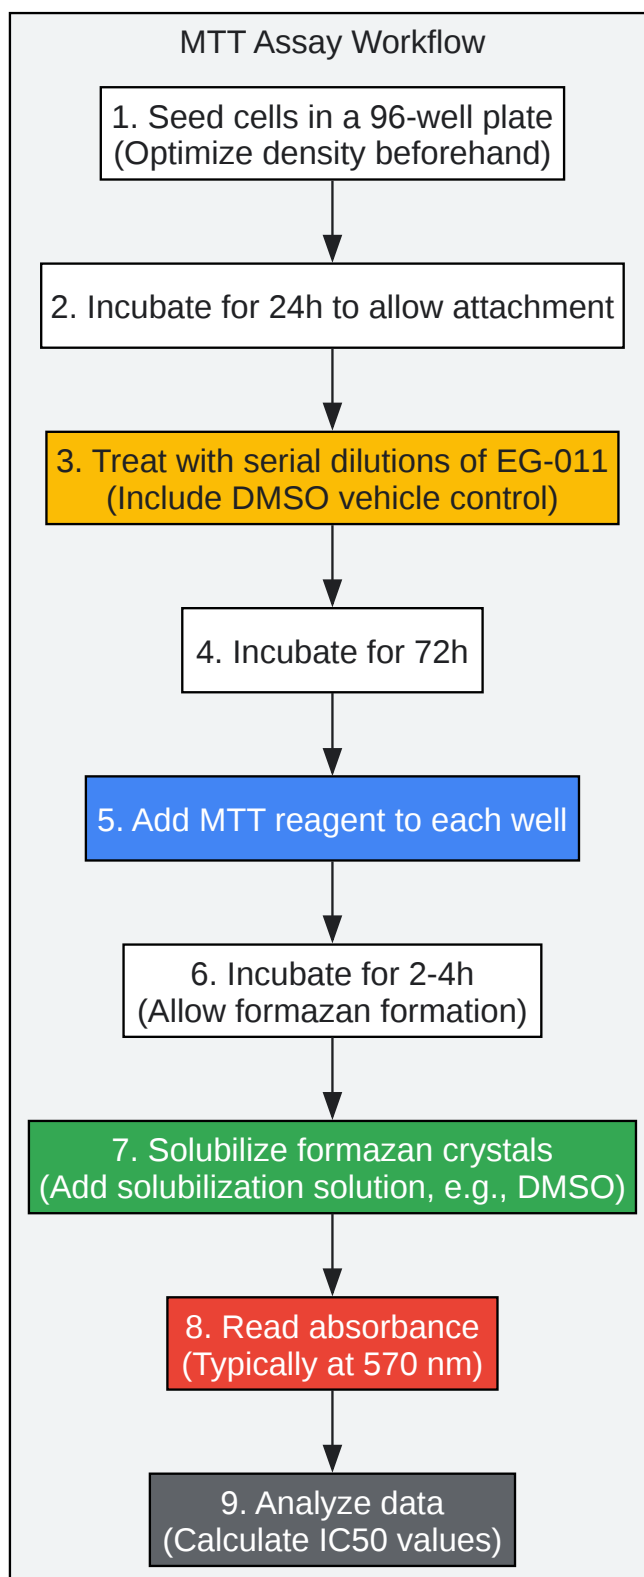 MTT Assay Workflow
1. Seed cells in a 96-well plate
(Optimize density beforehand)
2. Incubate for 24h to allow attachment
3. Treat with serial dilutions of EG-011
(Include DMSO vehicle control)
4. Incubate for 72h
5. Add MTT reagent to each well
6. Incubate for 2-4h
(Allow formazan formation)
7. Solubilize formazan crystals
(Add solubilization solution, e.g., DMSO)
8. Read absorbance
(Typically at 570 nm)
9. Analyze data
(Calculate IC50 values)